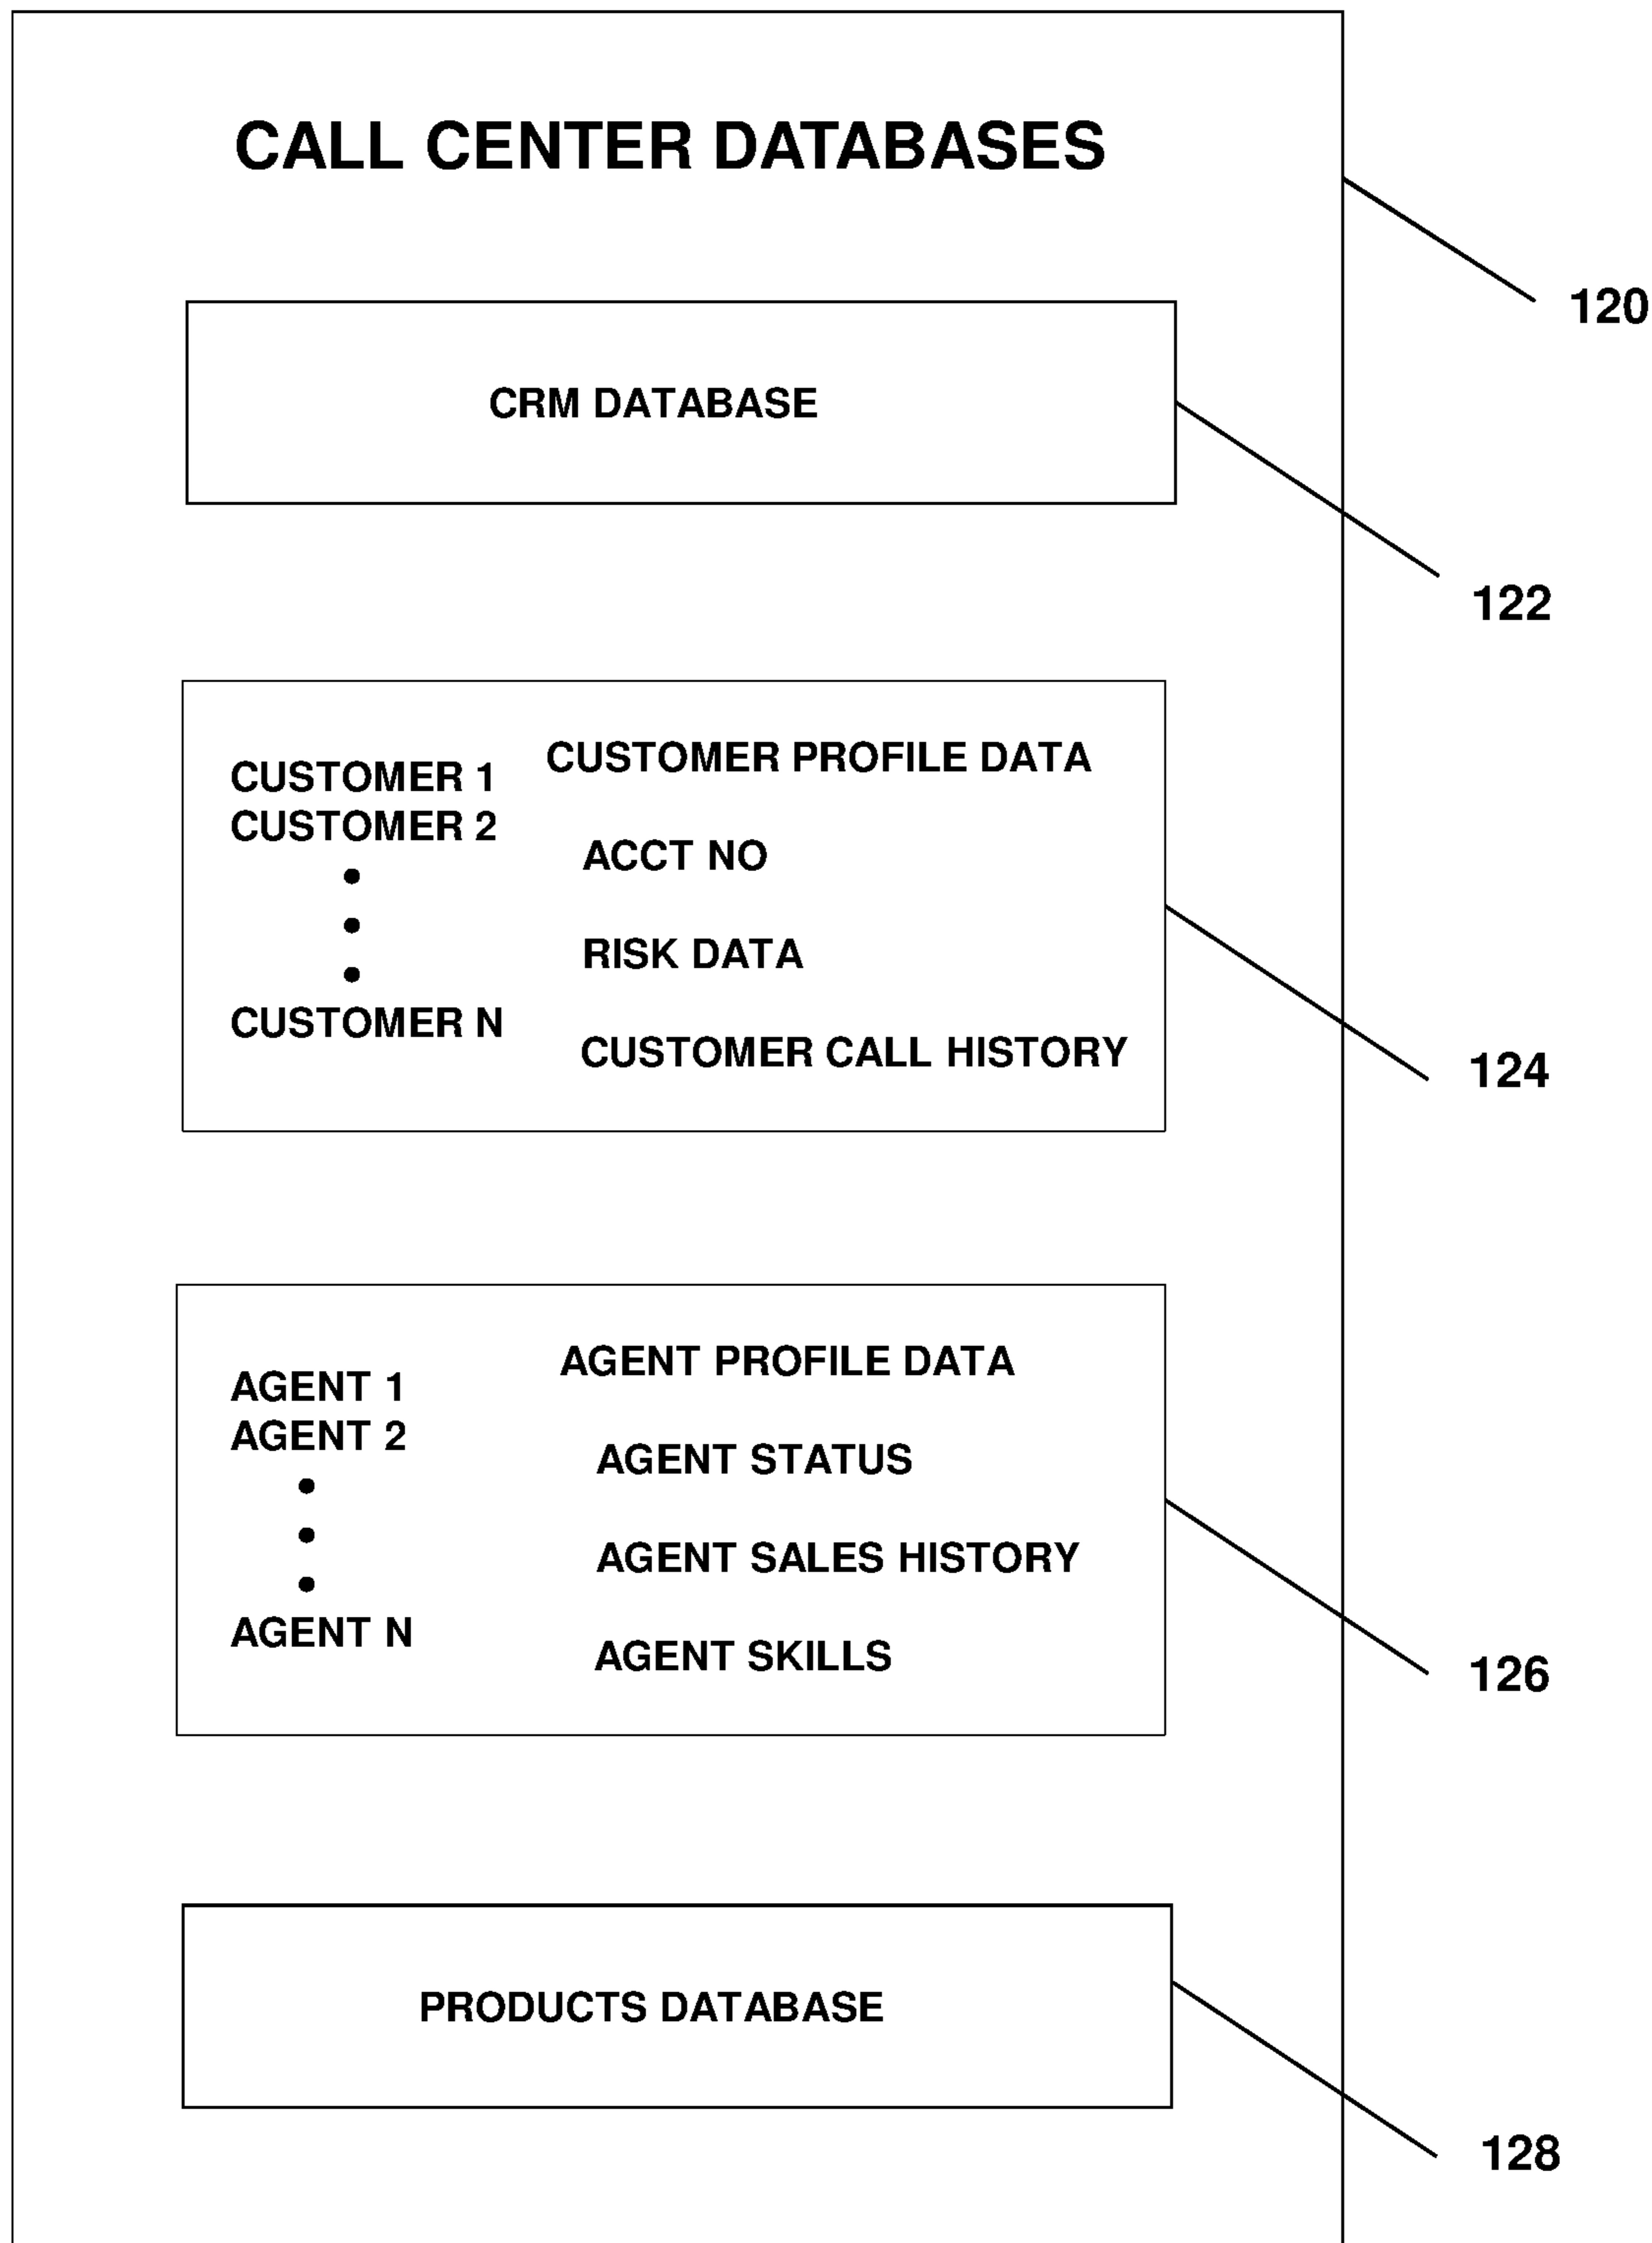 CALL CENTER DATABASES
120
CRM DATABASE
122
CUSTOMER PROFILE DATA
CUSTOMER 1
CUSTOMER 2
ACCT NO
RISK DATA
CUSTOMER N
CUSTOMER CALL HISTORY
124
AGENT PROFILE DATA
AGENT 1
AGENT 2
AGENT STATUS
AGENT SALES HISTORY
AGENT N
AGENT SKILLS
126
PRODUCTS DATABASE
128